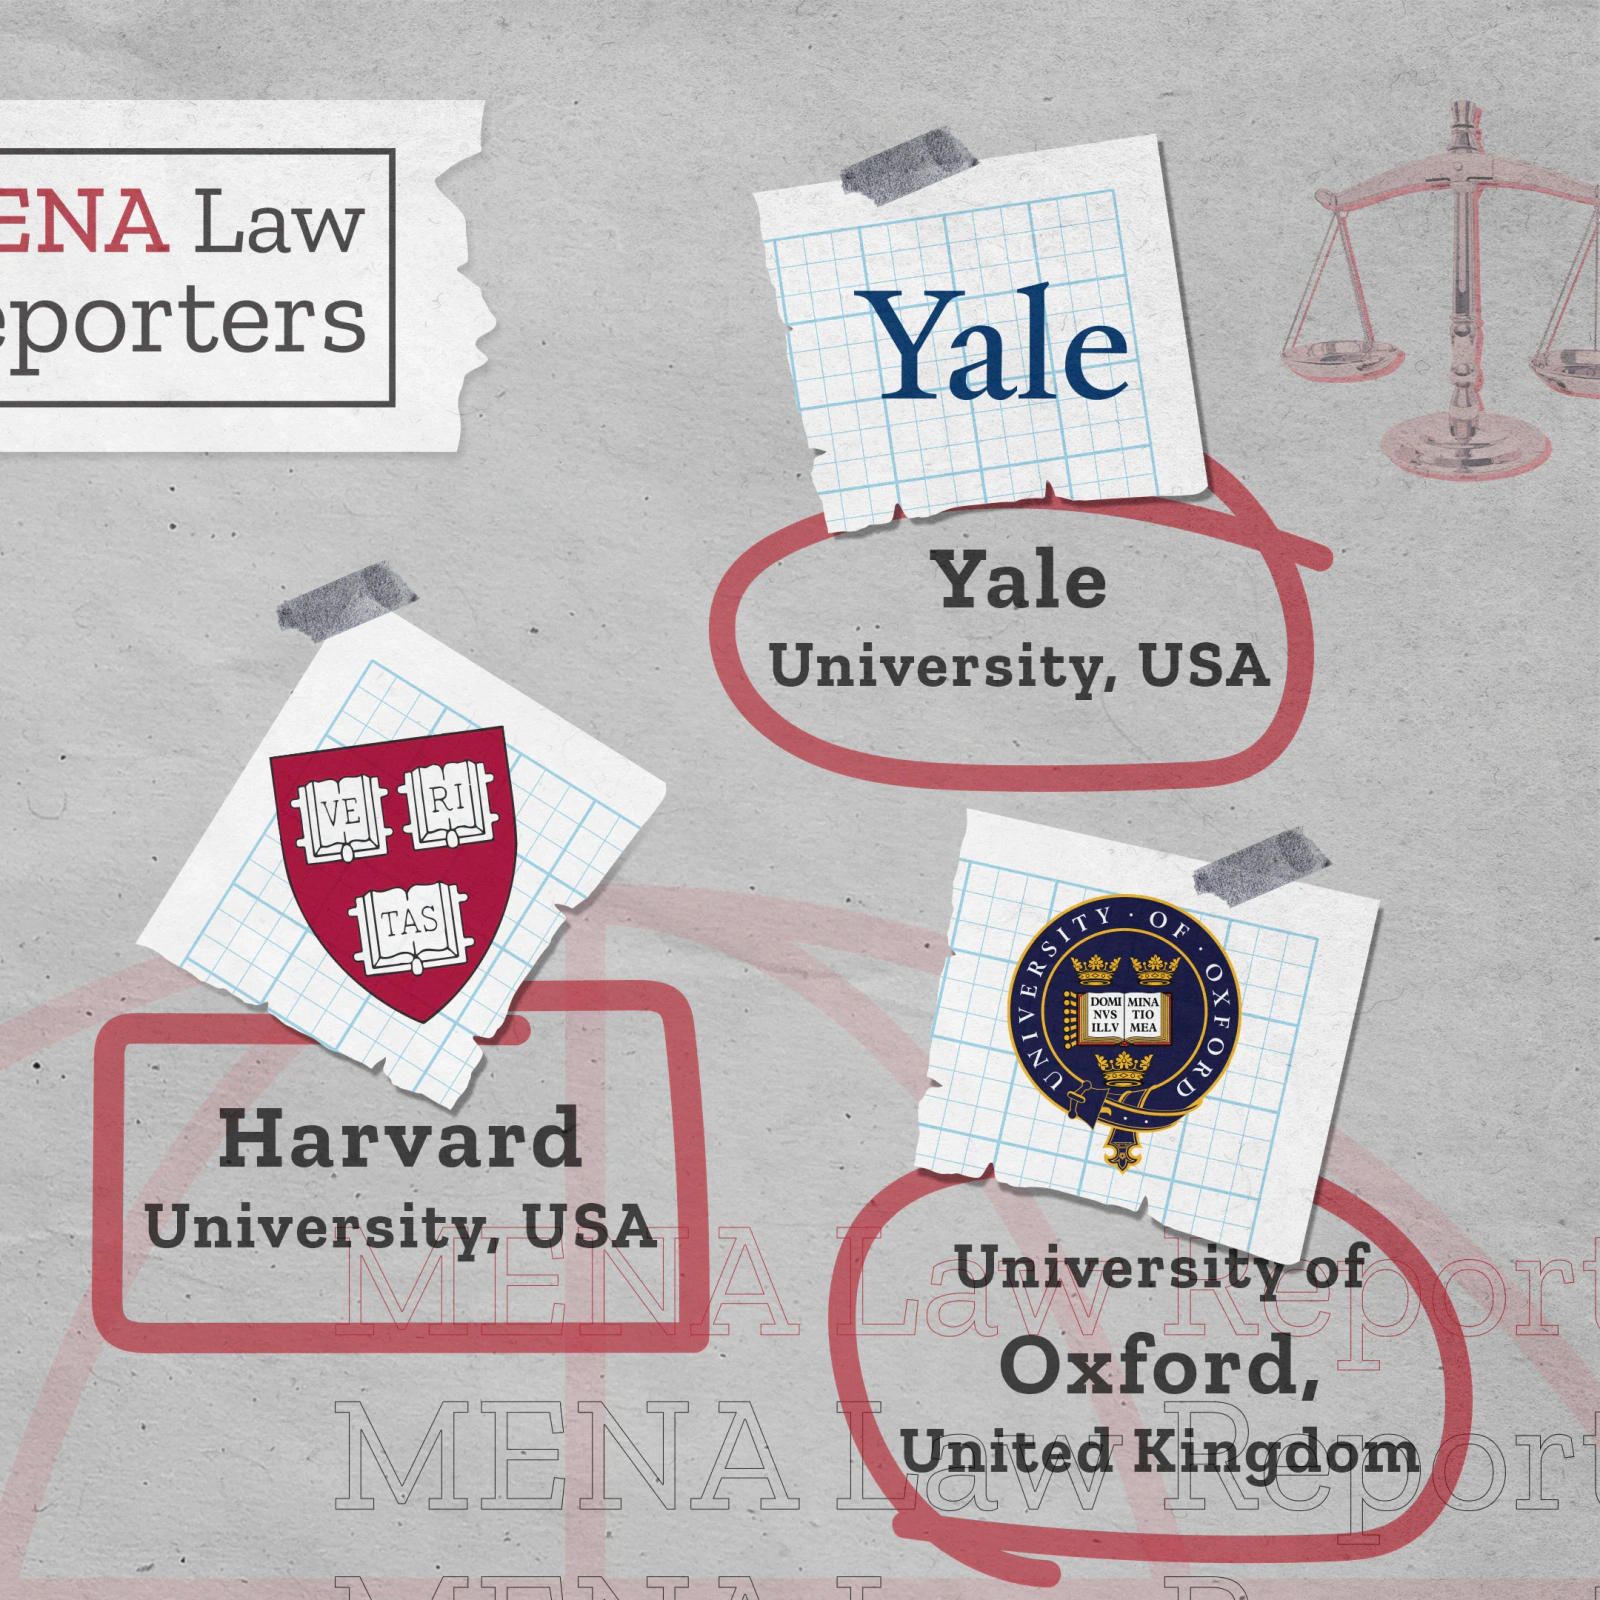 ENA Law
eporters
Yale
Yale
University, USA
VE RI
TAS
Harvard
University, USA
UNIVERSITY · OF · OXFORD
DOMI MINA
NVS TIO
ILLV MEA
University of
Oxford,
United Kingdom
MENA Law Report
MENA Law Report